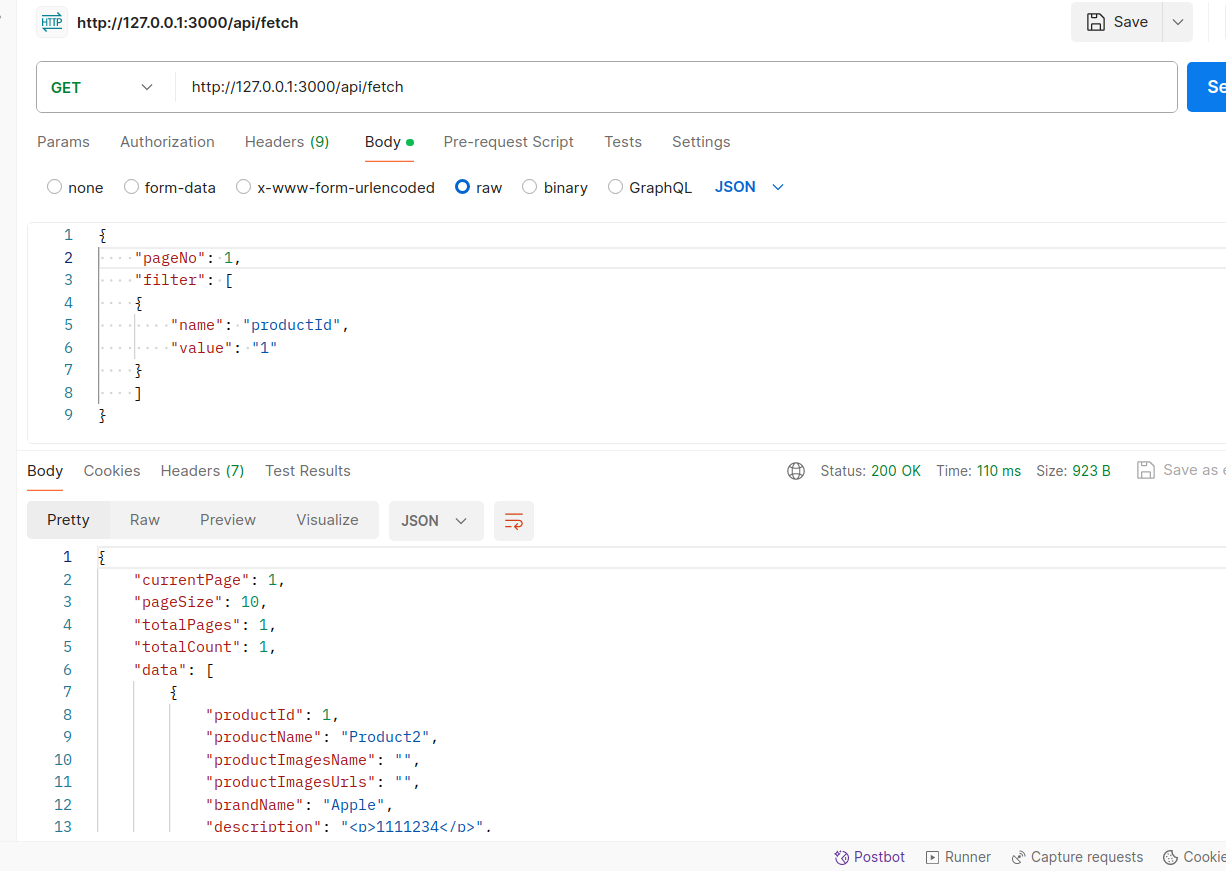 HTTP http://127.0.0.1:3000/api/fetch Save
GET http://127.0.0.1:3000/api/fetch Se
Params Authorization Headers (9) Body Pre-request Script Tests Settings
none form-data x-www-form-urlencoded raw binary GraphQL JSON
1 {
2 "pageNo": 1,
3 "filter": [
4 {
5 "name": "productId",
6 "value": "1"
7 }
8 ]
9 }
Body Cookies Headers (7) Test Results Status: 200 OK Time: 110 ms Size: 923 B Save as e
Pretty Raw Preview Visualize JSON
1 {
2 "currentPage": 1,
3 "pageSize": 10,
4 "totalPages": 1,
5 "totalCount": 1,
6 "data": [
7 {
8 "productId": 1,
9 "productName": "Product2",
10 "productImagesName": "",
11 "productImagesUrls": "",
12 "brandName": "Apple",
13 "description": "<p>1111234</p>",
Postbot Runner Capture requests Cookie